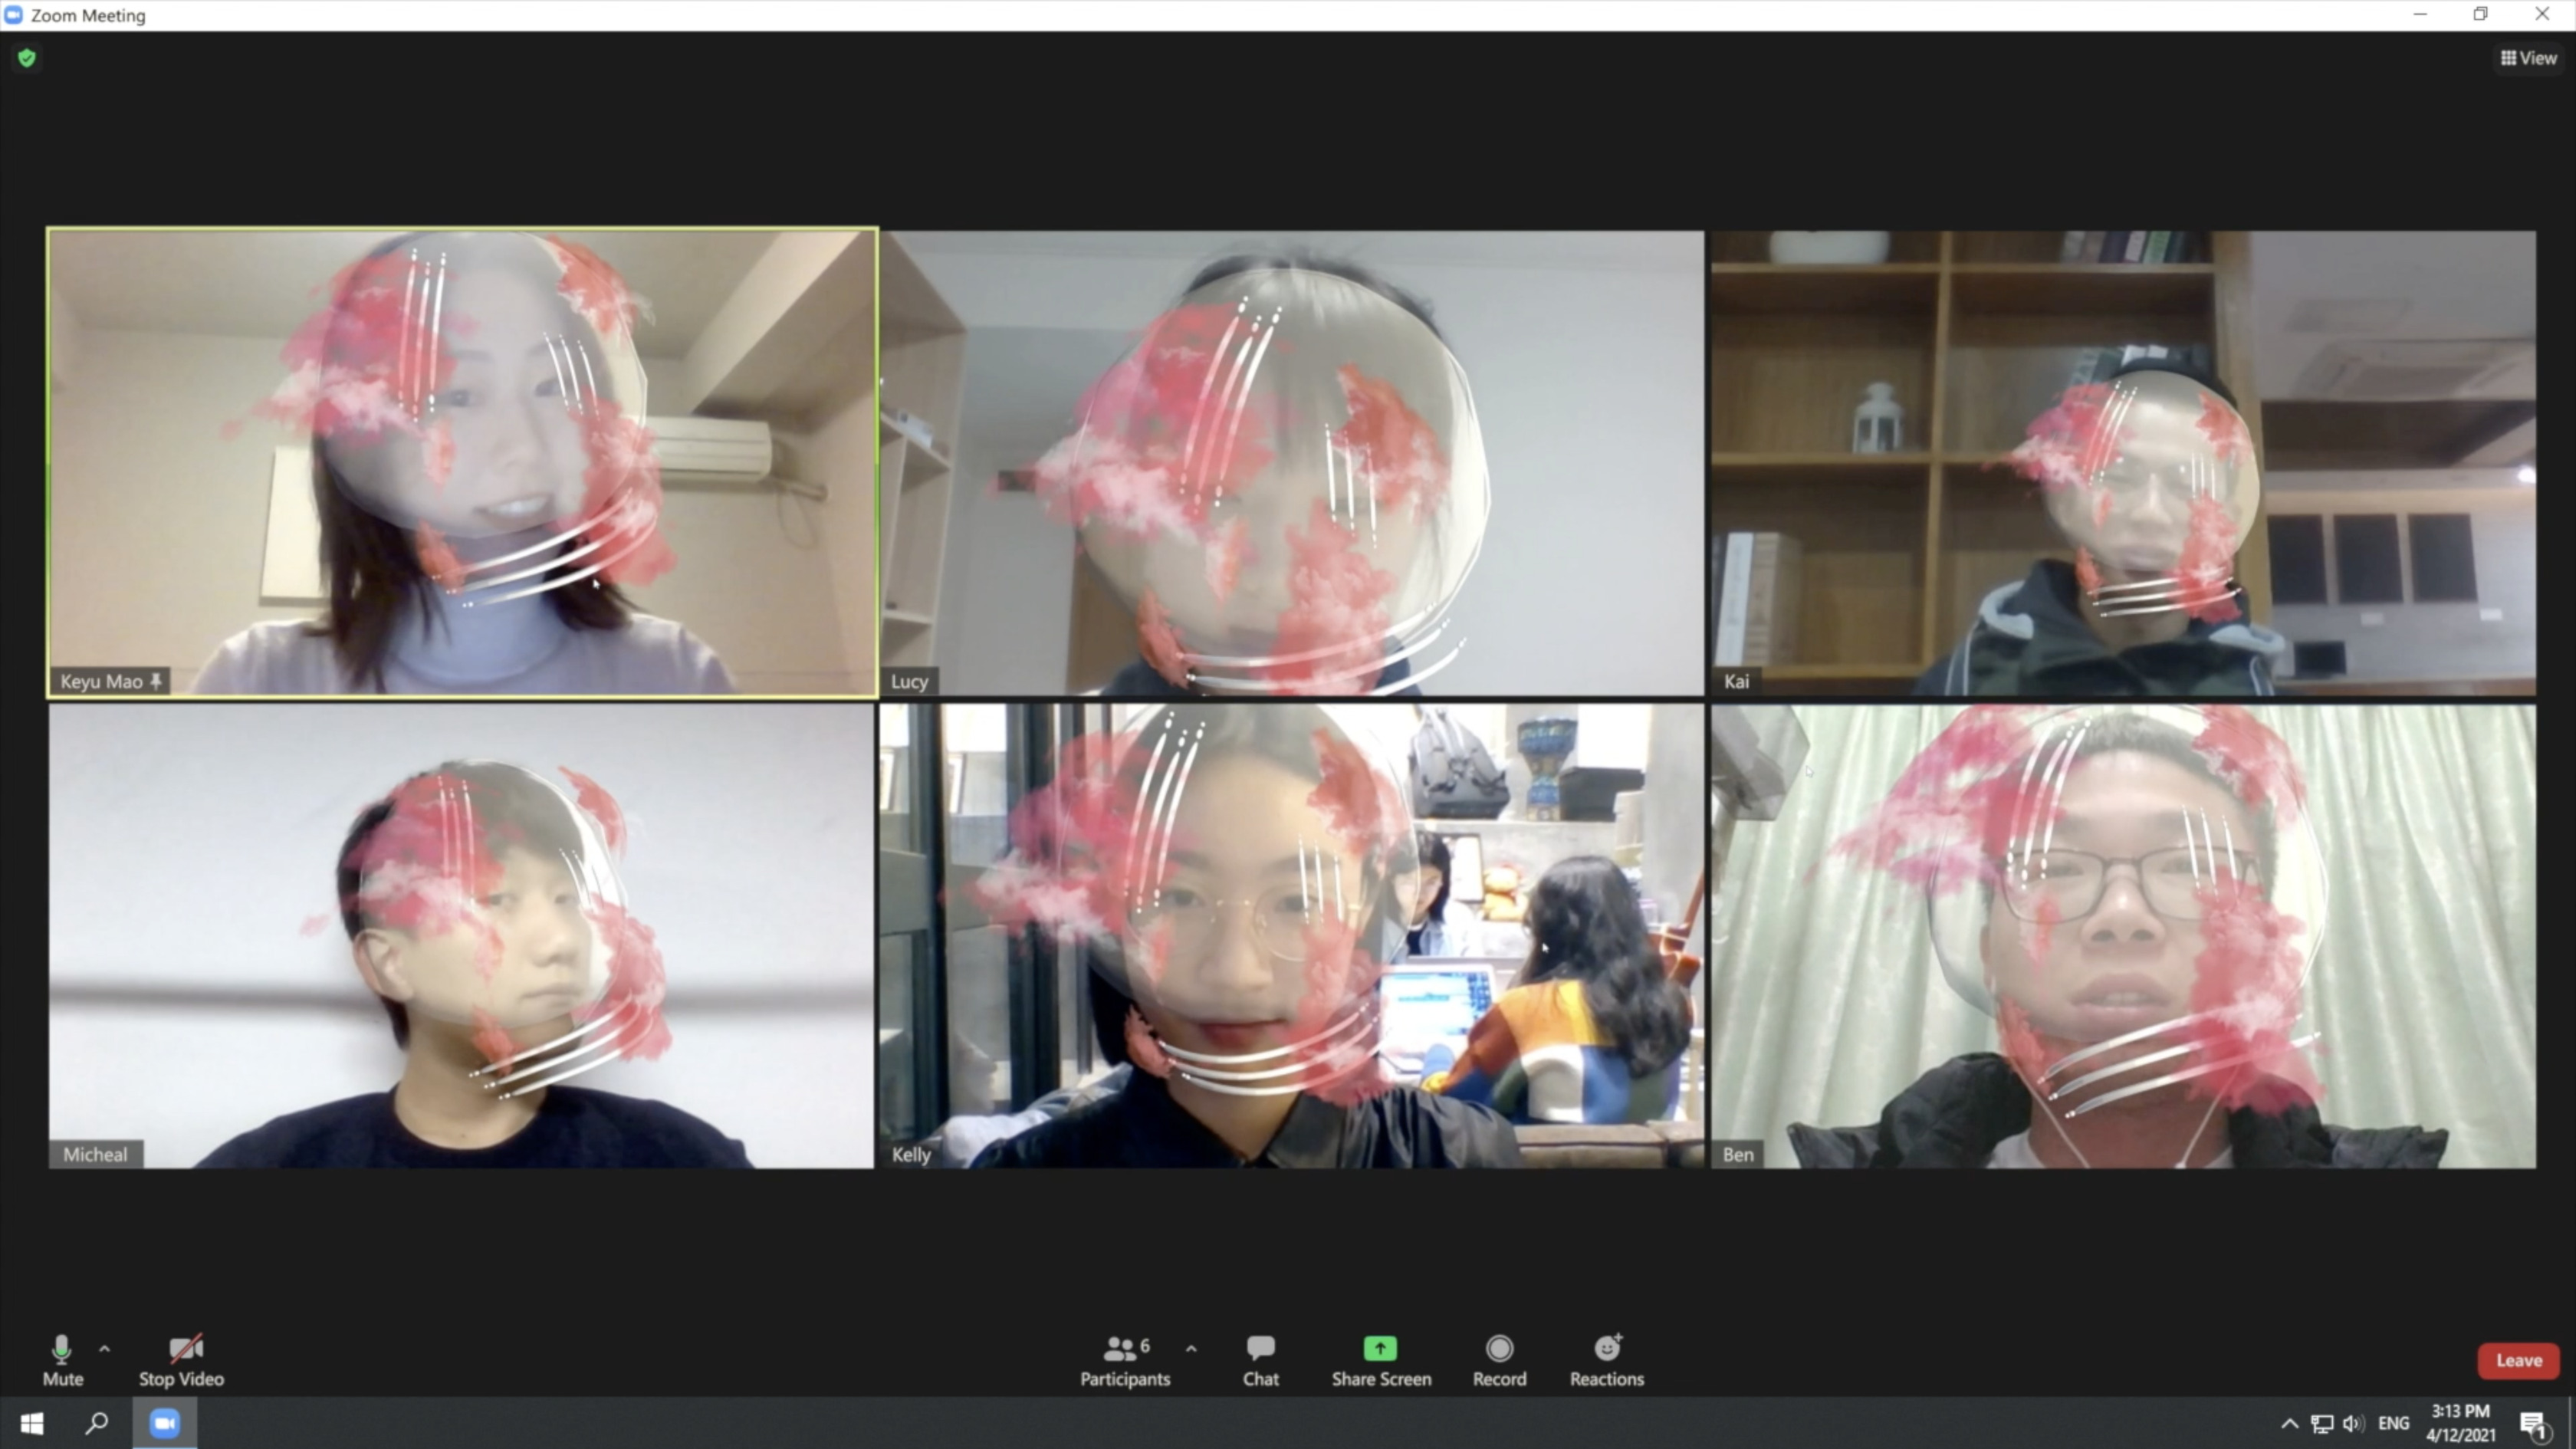 Zoom Meeting
View
Keyu Mao
Lucy
Kai
Micheal
Kelly
Ben
Mute
Stop Video
6
Participants
Chat
Share Screen
Record
Reactions
Leave
ENG
3:13 PM
4/12/2021
1